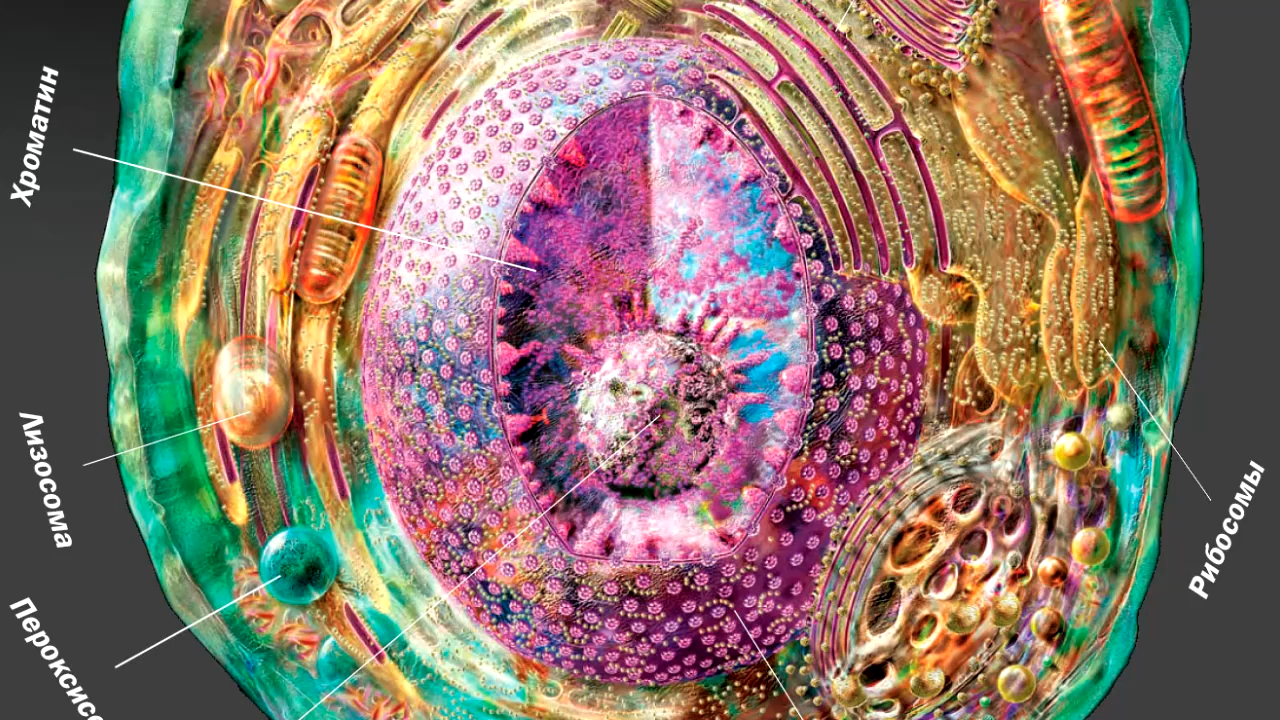 Хроматин
Лизосома
Пероксисо
Рибосомы